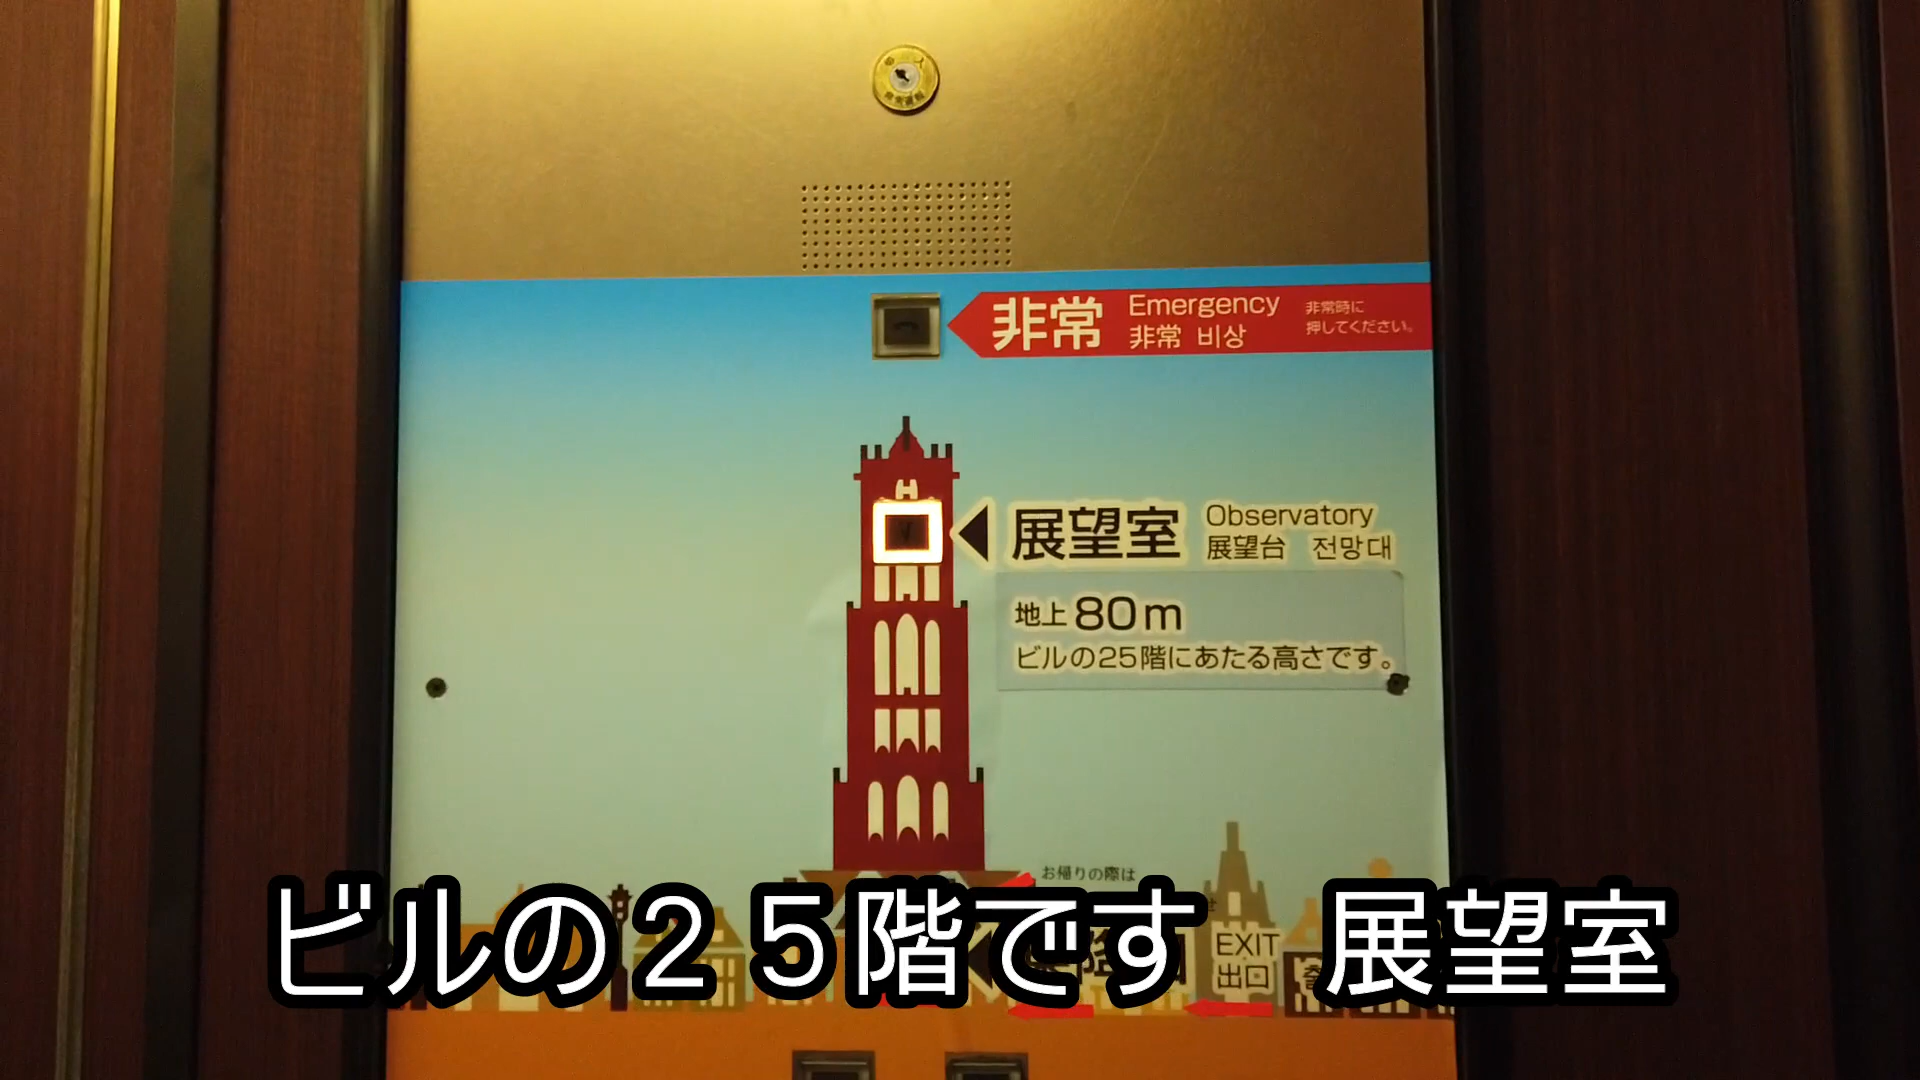 非常 Emergency 非常時に
非常 비상 押してください。
展望室 Observatory
展望台 전망대
地上80m
ビルの25階にあたる高さです。
お帰りの際は
EXIT
出口
ビルの２５階です　展望室